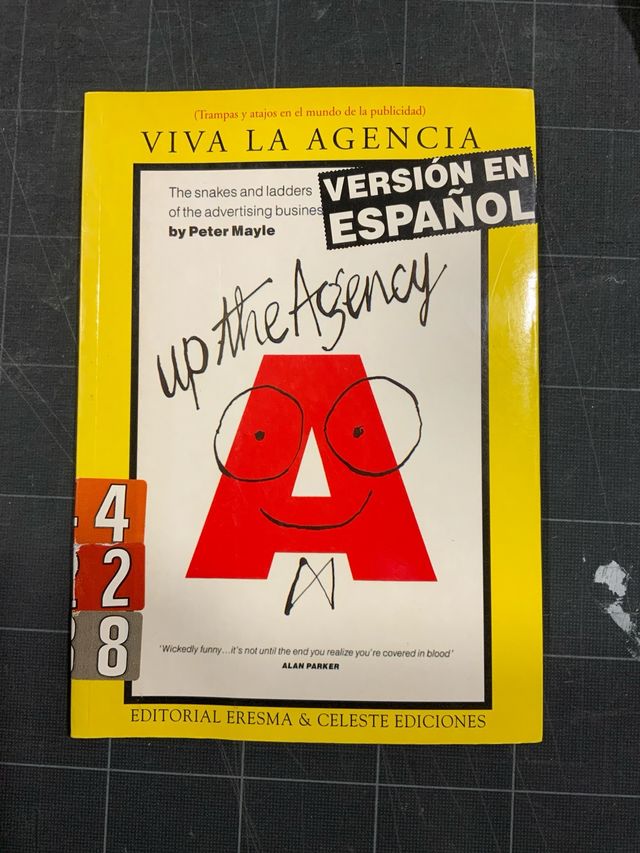 (Trampas y atajos en el mundo de la publicidad)
VIVA LA AGENCIA
The snakes and ladders
of the advertising busines
by Peter Mayle
VERSIÓN EN
ESPAÑOL
up the Agency
A
4
2
8
'Wickedly funny...it's not until the end you realize you're covered in blood'
ALAN PARKER
EDITORIAL ERESMA & CELESTE EDICIONES